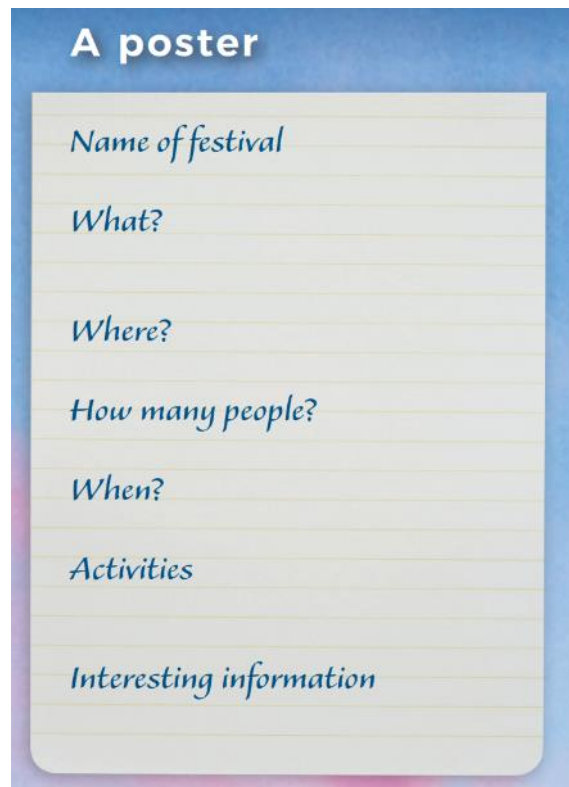 A poster
Name of festival
What?
Where?
How many people?
When?
Activities
Interesting information